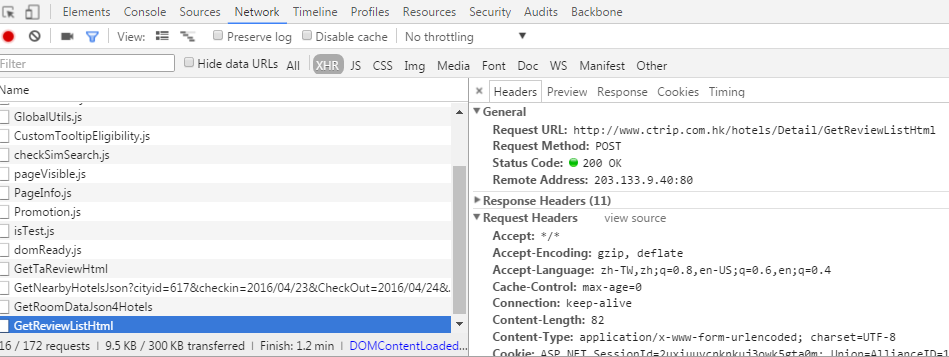 Elements Console Sources Network Timeline Profiles Resources Security Audits Backbone
View: Preserve log Disable cache No throttling
Filter Hide data URLs All XHR JS CSS Img Media Font Doc WS Manifest Other
Name
GlobalUtils.js
CustomTooltipEligibility.js
checkSimSearch.js
pageVisible.js
PageInfo.js
Promotion.js
isTest.js
domReady.js
GetTaReviewHtml
GetNearbyHotelsJson?cityid=617&checkin=2016/04/23&CheckOut=2016/04/24&...
GetRoomDataJson4Hotels
GetReviewListHtml
16 / 172 requests | 9.5 KB / 300 KB transferred | Finish: 1.2 min | DOMContentLoaded...
× Headers Preview Response Cookies Timing
General
Request URL: http://www.ctrip.com.hk/hotels/Detail/GetReviewListHtml
Request Method: POST
Status Code: 200 OK
Remote Address: 203.133.9.40:80
Response Headers (11)
Request Headers view source
Accept: */*
Accept-Encoding: gzip, deflate
Accept-Language: zh-TW,zh;q=0.8,en-US;q=0.6,en;q=0.4
Cache-Control: max-age=0
Connection: keep-alive
Content-Length: 82
Content-Type: application/x-www-form-urlencoded; charset=UTF-8
Cookie: ASP.NET_SessionId=